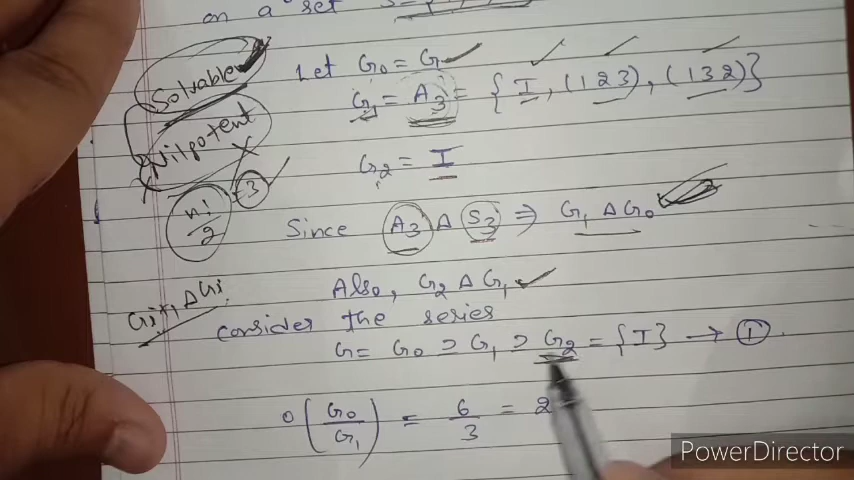 on a set S=
Solvable
Let G₀ = G
G₁ = A₃ = { I, (1 2 3), (1 3 2) }
Nilpotent
G₂ = I
n!/2 = 3
Since A₃ Δ S₃ ⇒ G₁ Δ G₀
Also, G₂ Δ G₁
Gi+1 Δ Gi
consider the series
G = G₀ ⊇ G₁ ⊇ G₂ = {I} → ①
o(G₀/G₁) = 6/3 = 2
PowerDirector